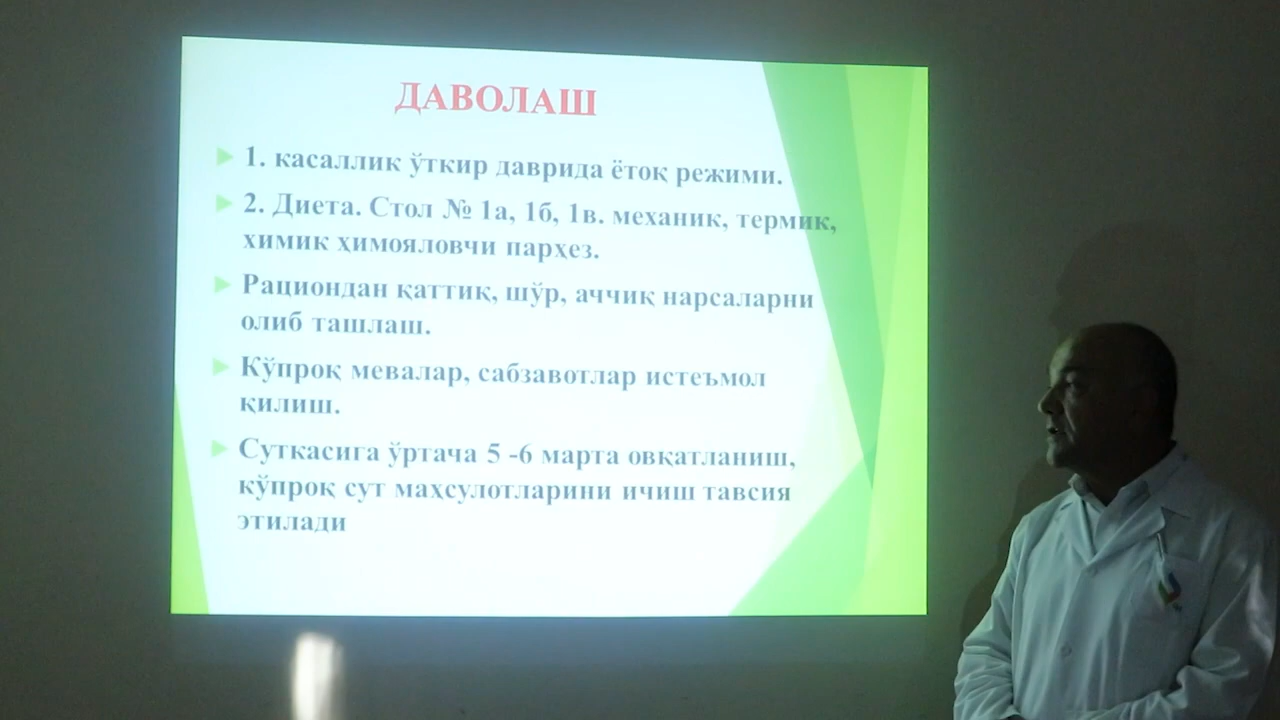 ДАВОЛАШ
1. касаллик ўткир даврида ётоқ режими.
2. Диета. Стол № 1а, 1б, 1в. механик, термик,
химик ҳимояловчи парҳез.
Рациондан қаттиқ, шўр, аччиқ нарсаларни
олиб ташлаш.
Кўпроқ мевалар, сабзавотлар истеъмол
қилиш.
Суткасига ўртача 5 -6 марта овқатланиш,
кўпроқ сут махсулотларини ичиш тавсия
этилади